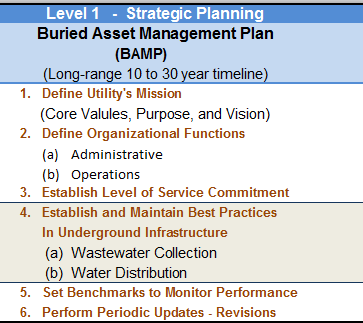 Level 1 - Strategic Planning
Buried Asset Management Plan
(BAMP)
(Long-range 10 to 30 year timeline)
1. Define Utility's Mission
(Core Valules, Purpose, and Vision)
2. Define Organizational Functions
(a) Administrative
(b) Operations
3. Establish Level of Service Commitment
4. Establish and Maintain Best Practices
In Underground Infrastructure
(a) Wastewater Collection
(b) Water Distribution
5. Set Benchmarks to Monitor Performance
6. Perform Periodic Updates - Revisions